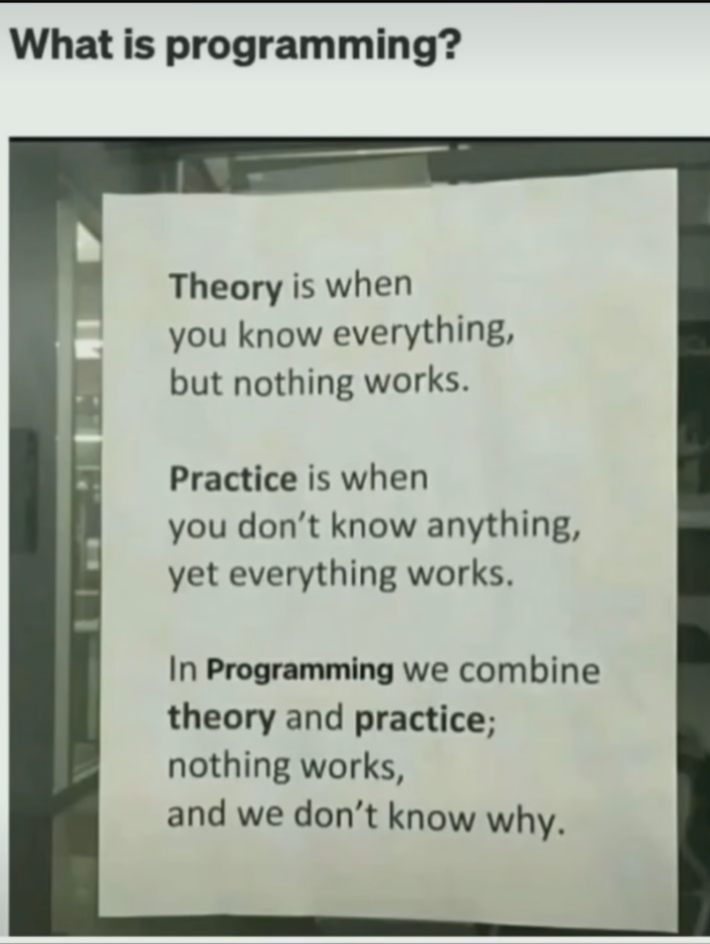 What is programming?
Theory is when
you know everything,
but nothing works.
Practice is when
you don't know anything,
yet everything works.
In Programming we combine
theory and practice;
nothing works,
and we don't know why.